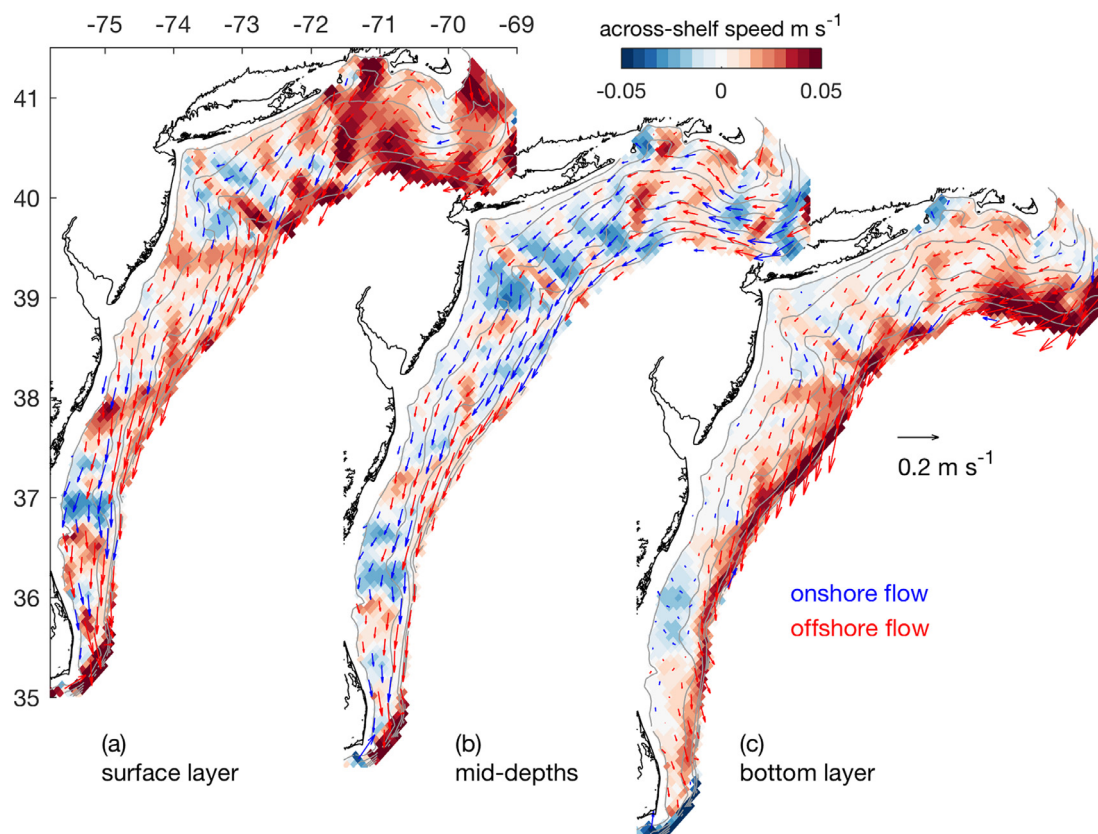 -75 -74 -73 -72 -71 -70 -69
across-shelf speed m s⁻¹
-0.05 0 0.05
41
40
39
38
37
36
35
0.2 m s⁻¹
onshore flow
offshore flow
(a)
surface layer
(b)
mid-depths
(c)
bottom layer